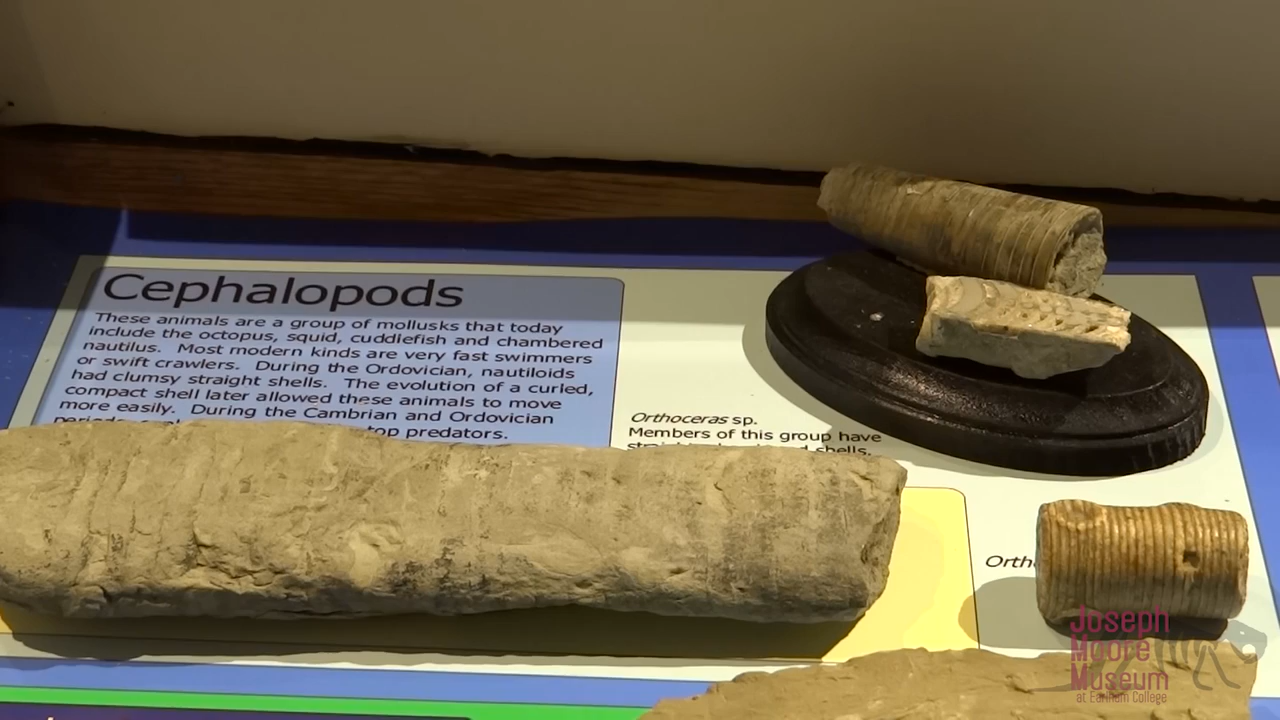 Cephalopods
These animals are a group of mollusks that today
include the octopus, squid, cuddlefish and chambered
nautilus. Most modern kinds are very fast swimmers
or swift crawlers. During the Ordovician, nautiloids
had clumsy straight shells. The evolution of a curled,
compact shell later allowed these animals to move
more easily. During the Cambrian and Ordovician
top predators.
Orthoceras sp.
Members of this group have
shells,
Orth
Joseph
Moore
Museum
at Earlham College